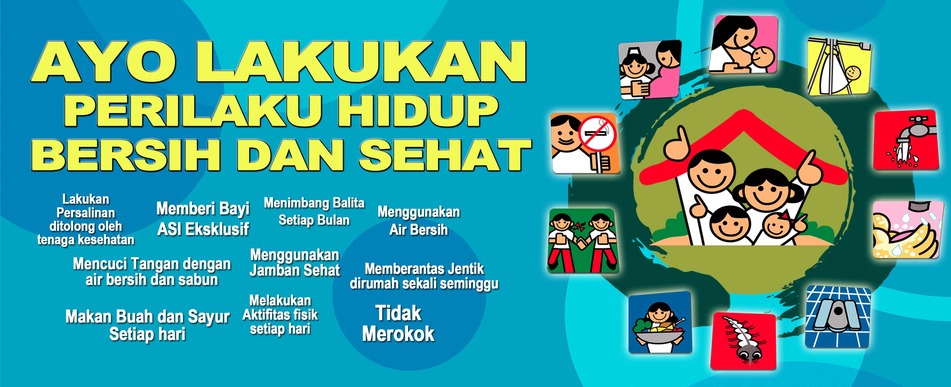 AYO LAKUKAN
PERILAKU HIDUP
BERSIH DAN SEHAT
Lakukan
Persalinan
ditolong oleh
tenaga kesehatan
Memberi Bayi
ASI Eksklusif
Menimbang Balita
Setiap Bulan
Menggunakan
Air Bersih
Mencuci Tangan dengan
air bersih dan sabun
Menggunakan
Jamban Sehat
Memberantas Jentik
dirumah sekali seminggu
Makan Buah dan Sayur
Setiap hari
Melakukan
Aktifitas fisik
setiap hari
Tidak
Merokok